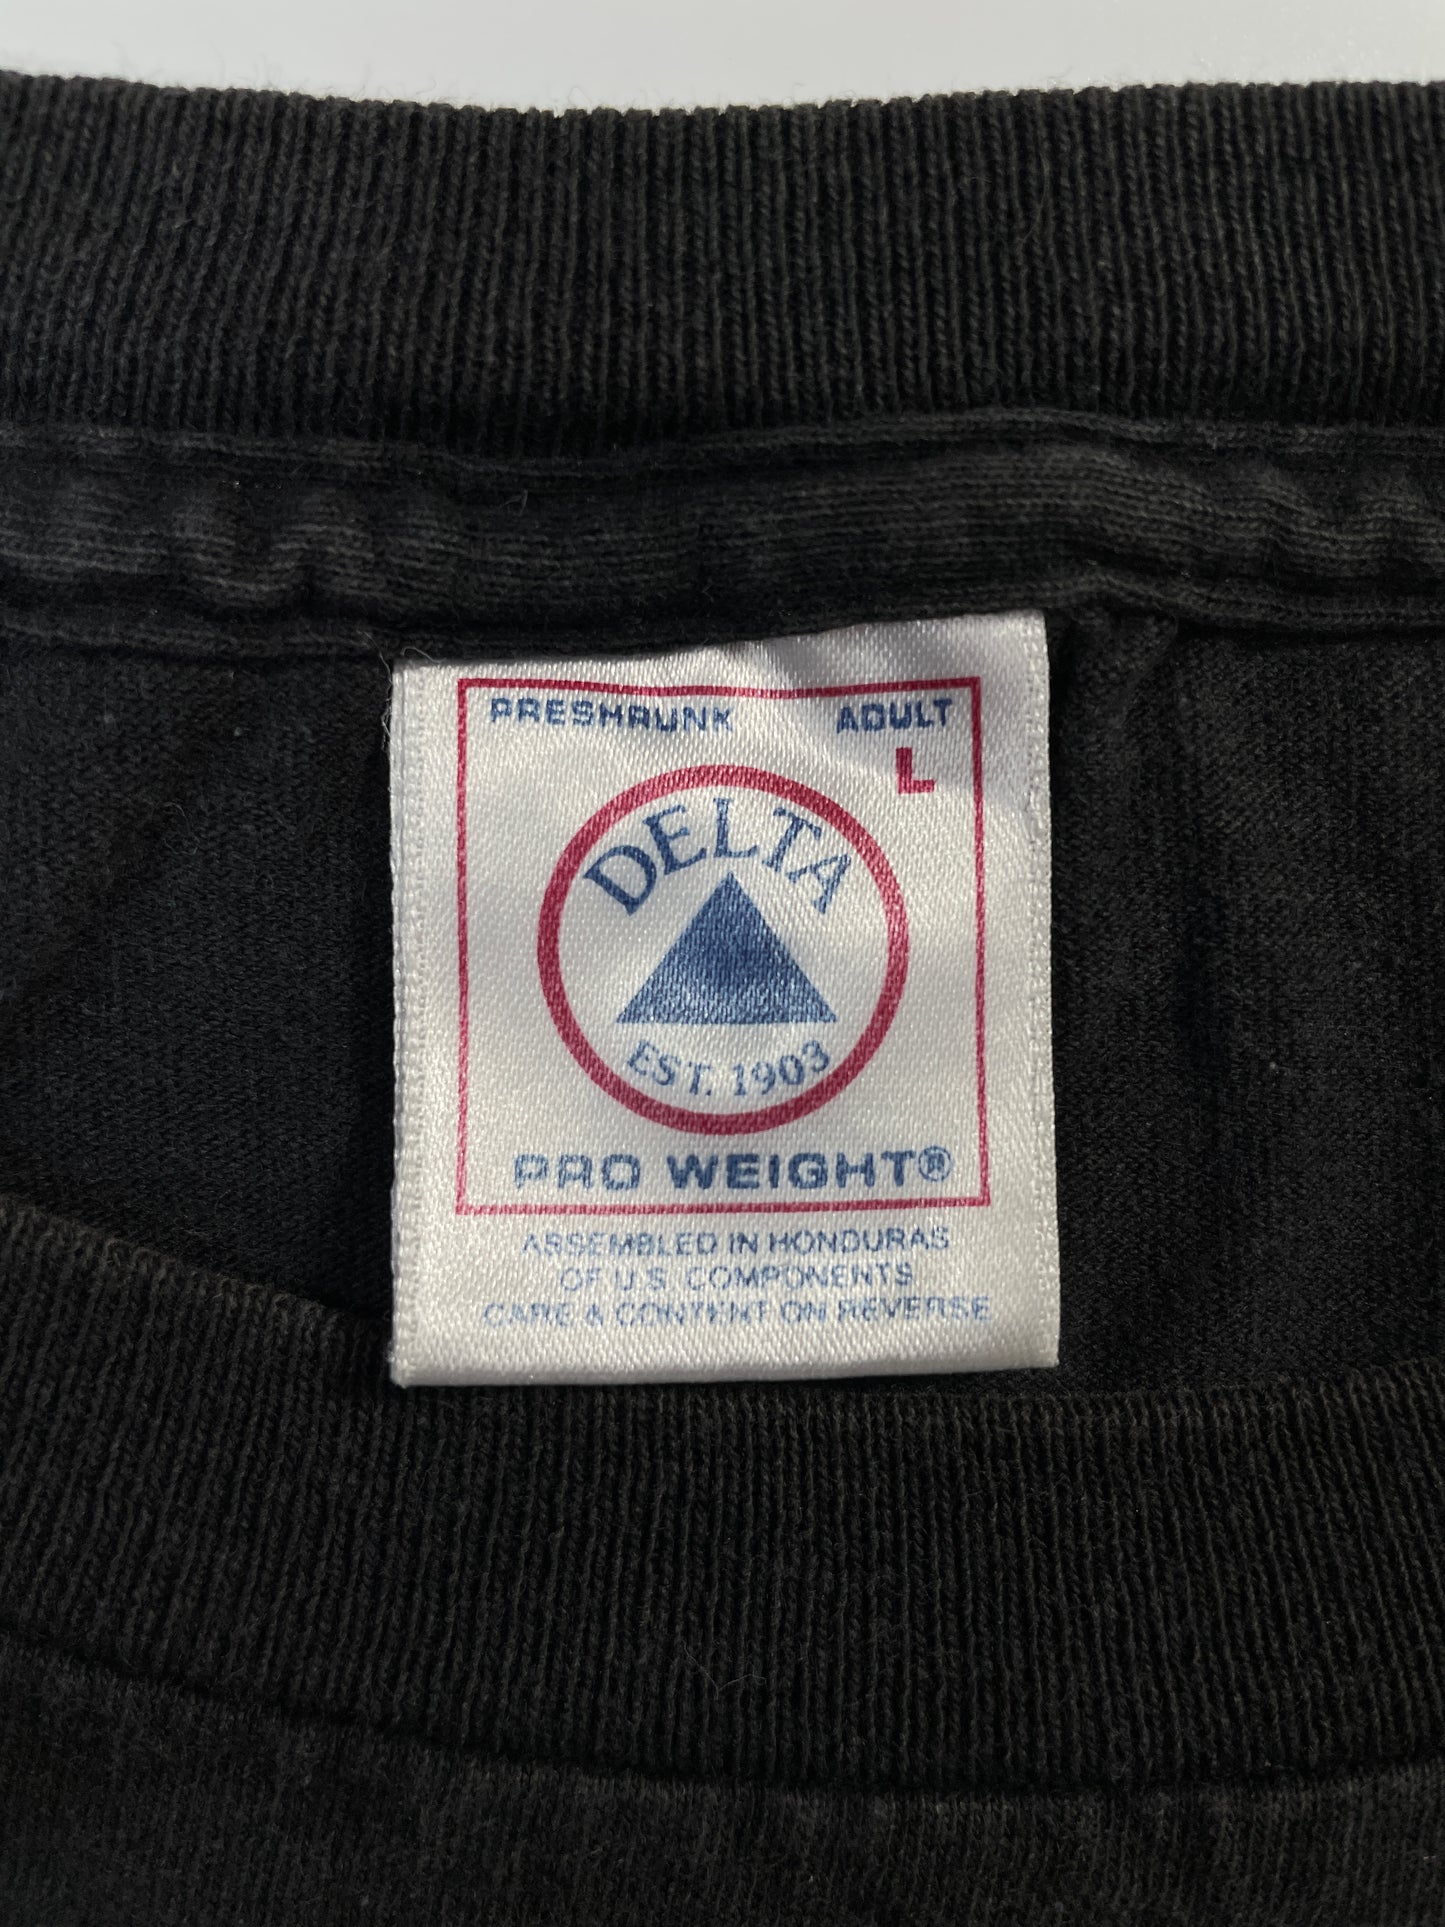 PRESHRUNK ADULT
L
DELTA
EST. 1903
PRO WEIGHT®
ASSEMBLED IN HONDURAS
OF U.S. COMPONENTS
CARE & CONTENT ON REVERSE